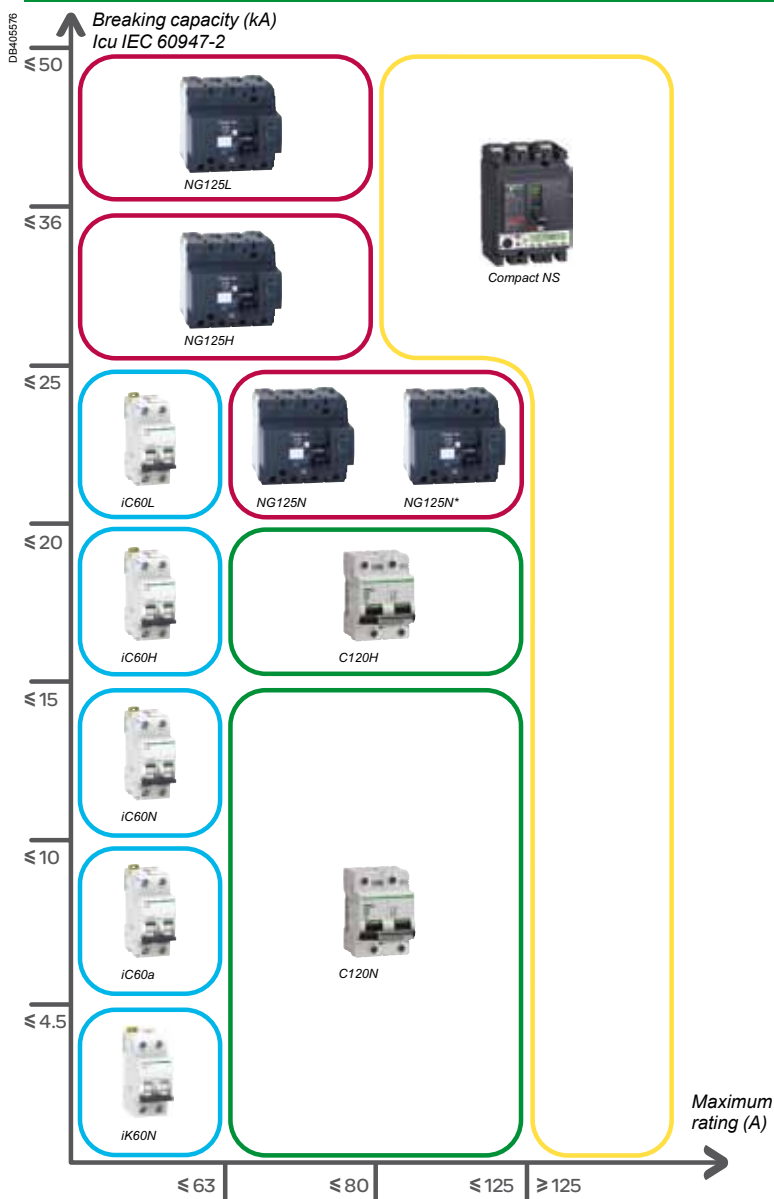 DB405576
Breaking capacity (kA)
Icu IEC 60947-2
⩽ 50
NG125L
⩽ 36
Compact NS
NG125H
⩽ 25
iC60L
NG125N
NG125N*
⩽ 20
iC60H
C120H
⩽ 15
iC60N
⩽ 10
iC60a
C120N
⩽ 4.5
iK60N
Maximum
rating (A)
⩽ 63
⩽ 80
⩽ 125
⩾ 125